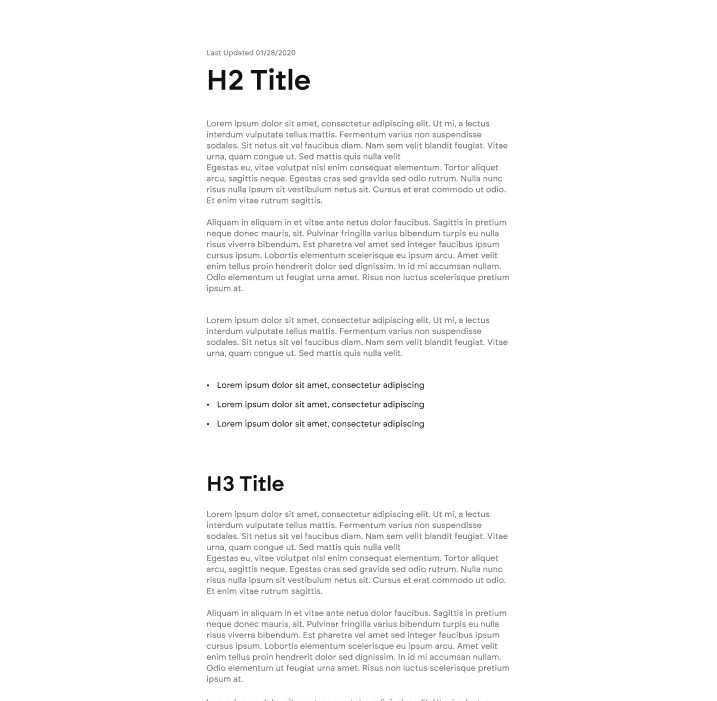 Last Updated 01/28/2020
H2 Title
Lorem ipsum dolor sit amet, consectetur adipiscing elit. Ut mi, a lectus
interdum vulputate tellus mattis. Fermentum varius non suspendisse
sodales. Sit netus sit vel faucibus diam. Nam sem velit blandit feugiat. Vitae
urna, quam congue ut. Sed mattis quis nulla velit
Egestas eu, vitae volutpat nisl enim consequat elementum. Tortor aliquet
arcu, sagittis neque. Egestas cras sed gravida sed odio rutrum. Nulla nunc
risus nulla ipsum sit vestibulum netus sit. Cursus et erat commodo ut odio.
Et enim vitae rutrum sagittis.
Aliquam in aliquam in et vitae ante netus dolor faucibus. Sagittis in pretium
neque donec mauris, sit. Pulvinar fringilla varius bibendum turpis eu nulla
risus viverra bibendum. Est pharetra vel amet sed integer faucibus ipsum
cursus ipsum. Lobortis elementum scelerisque eu ipsum arcu. Amet velit
enim tellus proin hendrerit dolor sed dignissim. In id mi accumsan nullam.
Odio elementum ut feugiat urna amet. Risus non luctus scelerisque pretium
ipsum at.
Lorem ipsum dolor sit amet, consectetur adipiscing elit. Ut mi, a lectus
interdum vulputate tellus mattis. Fermentum varius non suspendisse
sodales. Sit netus sit vel faucibus diam. Nam sem velit blandit feugiat. Vitae
urna, quam congue ut. Sed mattis quis nulla velit.
• Lorem ipsum dolor sit amet, consectetur adipiscing
• Lorem ipsum dolor sit amet, consectetur adipiscing
• Lorem ipsum dolor sit amet, consectetur adipiscing
H3 Title
Lorem ipsum dolor sit amet, consectetur adipiscing elit. Ut mi, a lectus
interdum vulputate tellus mattis. Fermentum varius non suspendisse
sodales. Sit netus sit vel faucibus diam. Nam sem velit blandit feugiat. Vitae
urna, quam congue ut. Sed mattis quis nulla velit
Egestas eu, vitae volutpat nisl enim consequat elementum. Tortor aliquet
arcu, sagittis neque. Egestas cras sed gravida sed odio rutrum. Nulla nunc
risus nulla ipsum sit vestibulum netus sit. Cursus et erat commodo ut odio.
Et enim vitae rutrum sagittis.
Aliquam in aliquam in et vitae ante netus dolor faucibus. Sagittis in pretium
neque donec mauris, sit. Pulvinar fringilla varius bibendum turpis eu nulla
risus viverra bibendum. Est pharetra vel amet sed integer faucibus ipsum
cursus ipsum. Lobortis elementum scelerisque eu ipsum arcu. Amet velit
enim tellus proin hendrerit dolor sed dignissim. In id mi accumsan nullam.
Odio elementum ut feugiat urna amet. Risus non luctus scelerisque pretium
ipsum at.